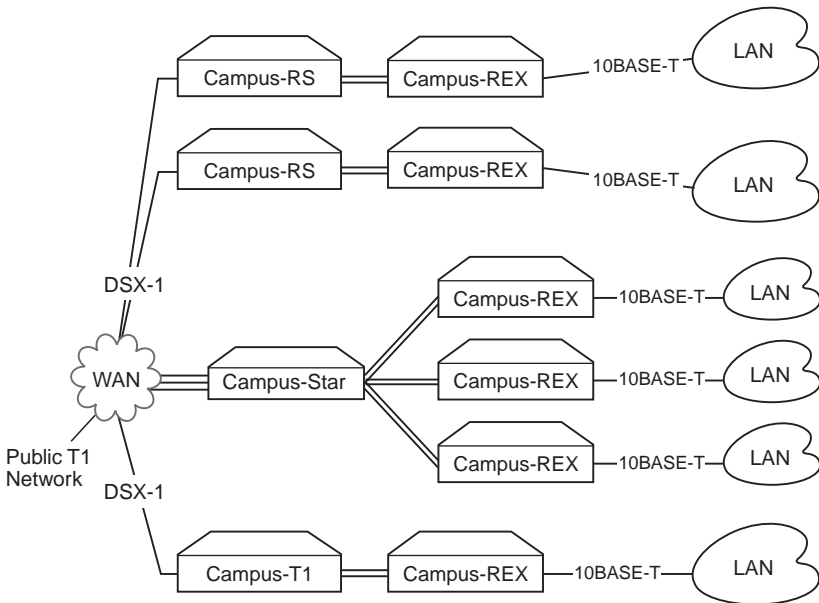 Campus-RS
Campus-REX
10BASE-T
LAN
Campus-RS
Campus-REX
10BASE-T
LAN
DSX-1
Campus-REX
10BASE-T
LAN
WAN
Campus-Star
Campus-REX
10BASE-T
LAN
Public T1
Network
Campus-REX
10BASE-T
LAN
DSX-1
Campus-T1
Campus-REX
10BASE-T
LAN